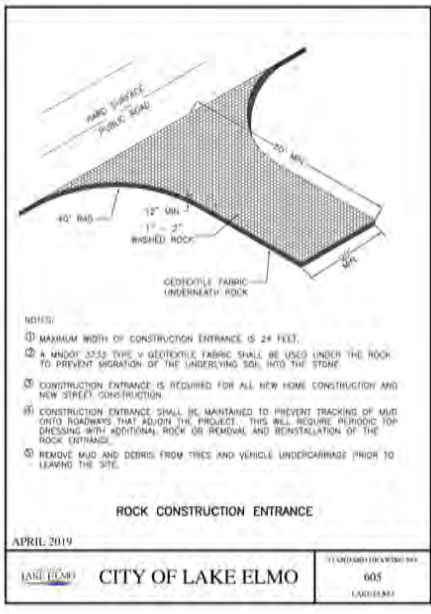 HARD SURFACE
PUBLIC ROAD
40' RAD
12" MIN
1" - 2"
WASHED ROCK
MIN
MIN
GEOTEXTILE FABRIC
UNDERNEATH ROCK
NOTES:
① MAXIMUM WIDTH OF CONSTRUCTION ENTRANCE IS 24 FEET.
② A MNDOT 3733 TYPE V GEOTEXTILE FABRIC SHALL BE USED UNDER THE ROCK
TO PREVENT MIGRATION OF THE UNDERLYING SOIL INTO THE STONE
③ CONSTRUCTION ENTRANCE IS REQUIRED FOR ALL NEW HOME CONSTRUCTION AND
NEW STREET CONSTRUCTION.
④ CONSTRUCTION ENTRANCE SHALL BE MAINTAINED TO PREVENT TRACKING OF MUD
ONTO ROADWAYS THAT ADJOIN THE PROJECT. THIS WILL REQUIRE PERIODIC TOP
DRESSING WITH ADDITIONAL ROCK OR REMOVAL AND REINSTALLATION OF THE
ROCK ENTRANCE.
⑤ REMOVE MUD AND DEBRIS FROM TIRES AND VEHICLE UNDERCARRIAGE PRIOR TO
LEAVING THE SITE.
ROCK CONSTRUCTION ENTRANCE
APRIL 2019
LAKE ELMO
CITY OF LAKE ELMO
STANDARD DRAWING NO.
605
LAKE ELMO